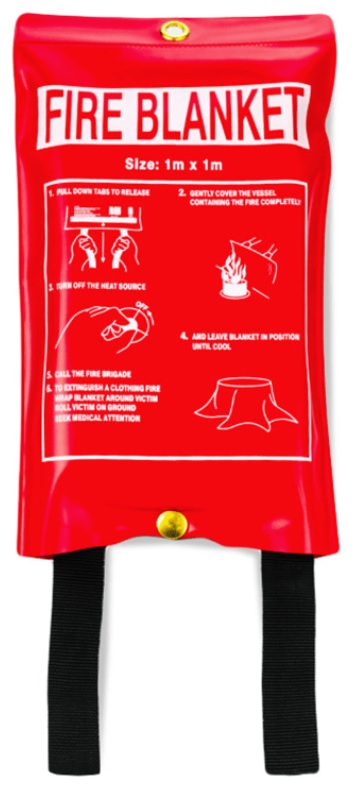 FIRE BLANKET
Size: 1m x 1m
1. PULL DOWN TABS TO RELEASE
2. GENTLY COVER THE VESSEL
CONTAINING THE FIRE COMPLETELY
3. TURN OFF THE HEAT SOURCE
OFF
4. AND LEAVE BLANKET IN POSITION
UNTIL COOL
5. CALL THE FIRE BRIGADE
6. TO EXTINGUISH A CLOTHING FIRE
WRAP BLANKET AROUND VICTIM
ROLL VICTIM ON GROUND
SEEK MEDICAL ATTENTION